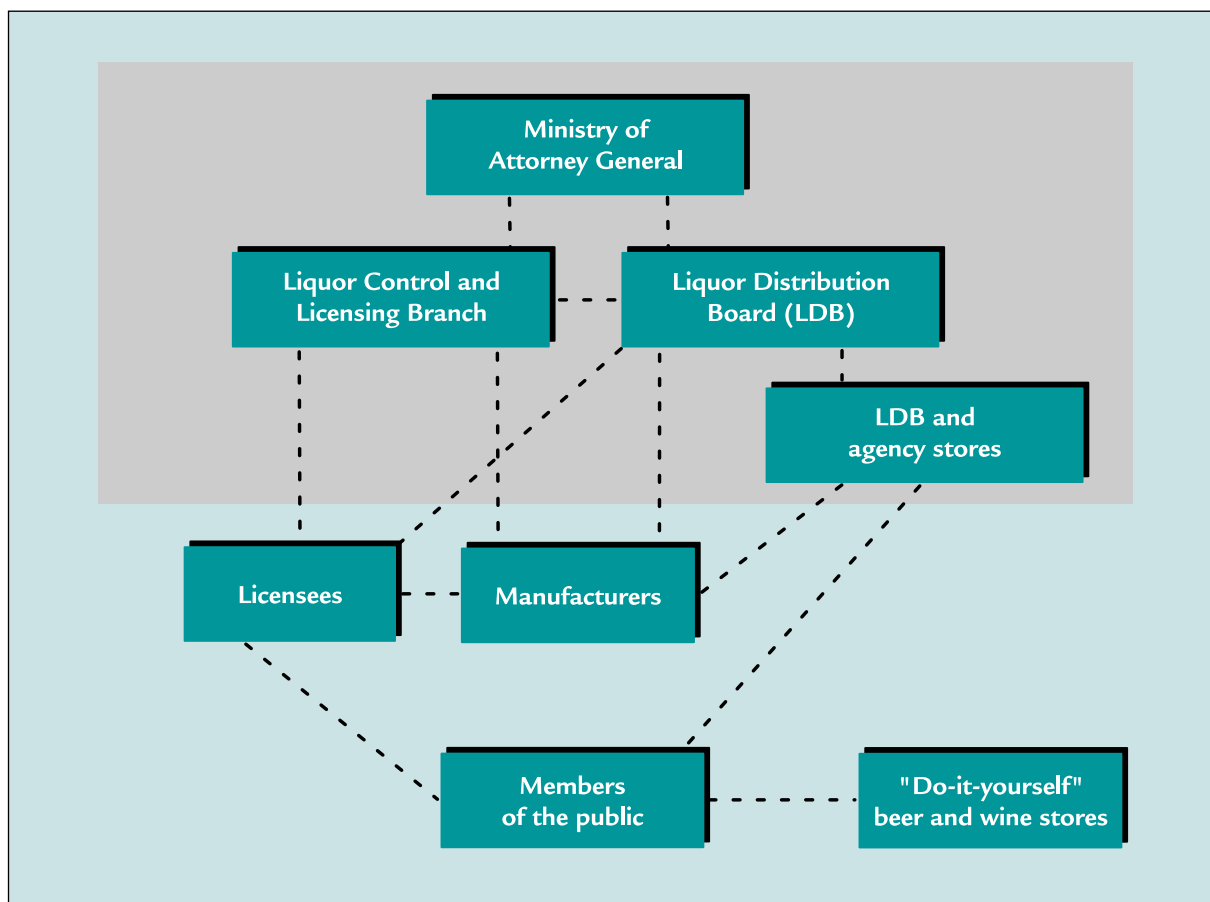 Ministry of
Attorney General
Liquor Control and
Licensing Branch
Liquor Distribution
Board (LDB)
LDB and
agency stores
Licensees
Manufacturers
Members
of the public
"Do-it-yourself"
beer and wine stores